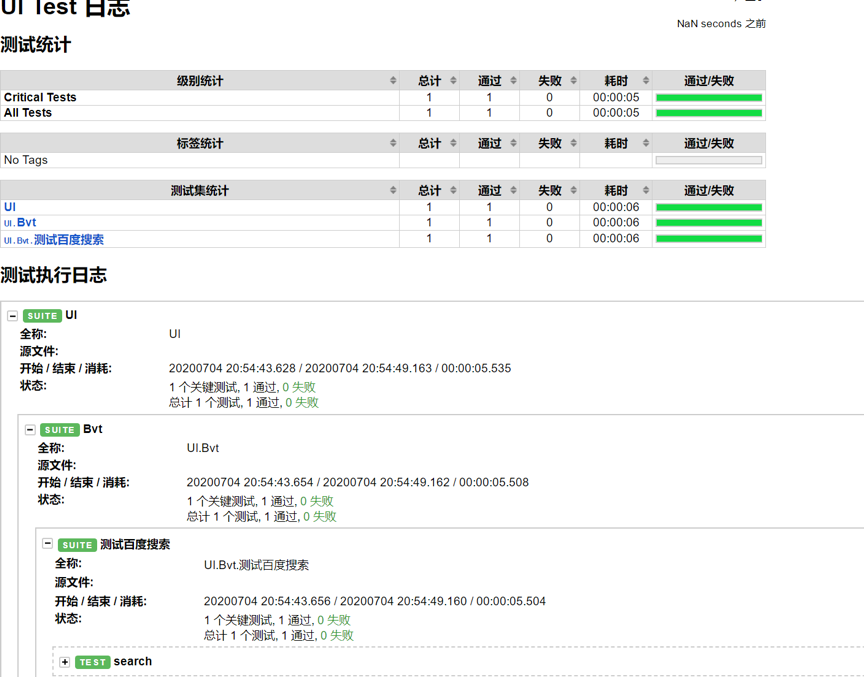 UI Test 日志
NaN seconds 之前
测试统计
级别统计 总计 通过 失败 耗时 通过/失败
Critical Tests 1 1 0 00:00:05
All Tests 1 1 0 00:00:05
标签统计 总计 通过 失败 耗时 通过/失败
No Tags
测试集统计 总计 通过 失败 耗时 通过/失败
UI 1 1 0 00:00:06
UI.Bvt 1 1 0 00:00:06
UI.Bvt.测试百度搜索 1 1 0 00:00:06
测试执行日志
SUITE UI
全称: UI
源文件:
开始 / 结束 / 消耗: 20200704 20:54:43.628 / 20200704 20:54:49.163 / 00:00:05.535
状态: 1 个关键测试, 1 通过, 0 失败
总计 1 个测试, 1 通过, 0 失败
SUITE Bvt
全称: UI.Bvt
源文件:
开始 / 结束 / 消耗: 20200704 20:54:43.654 / 20200704 20:54:49.162 / 00:00:05.508
状态: 1 个关键测试, 1 通过, 0 失败
总计 1 个测试, 1 通过, 0 失败
SUITE 测试百度搜索
全称: UI.Bvt.测试百度搜索
源文件:
开始 / 结束 / 消耗: 20200704 20:54:43.656 / 20200704 20:54:49.160 / 00:00:05.504
状态: 1 个关键测试, 1 通过, 0 失败
总计 1 个测试, 1 通过, 0 失败
TEST search